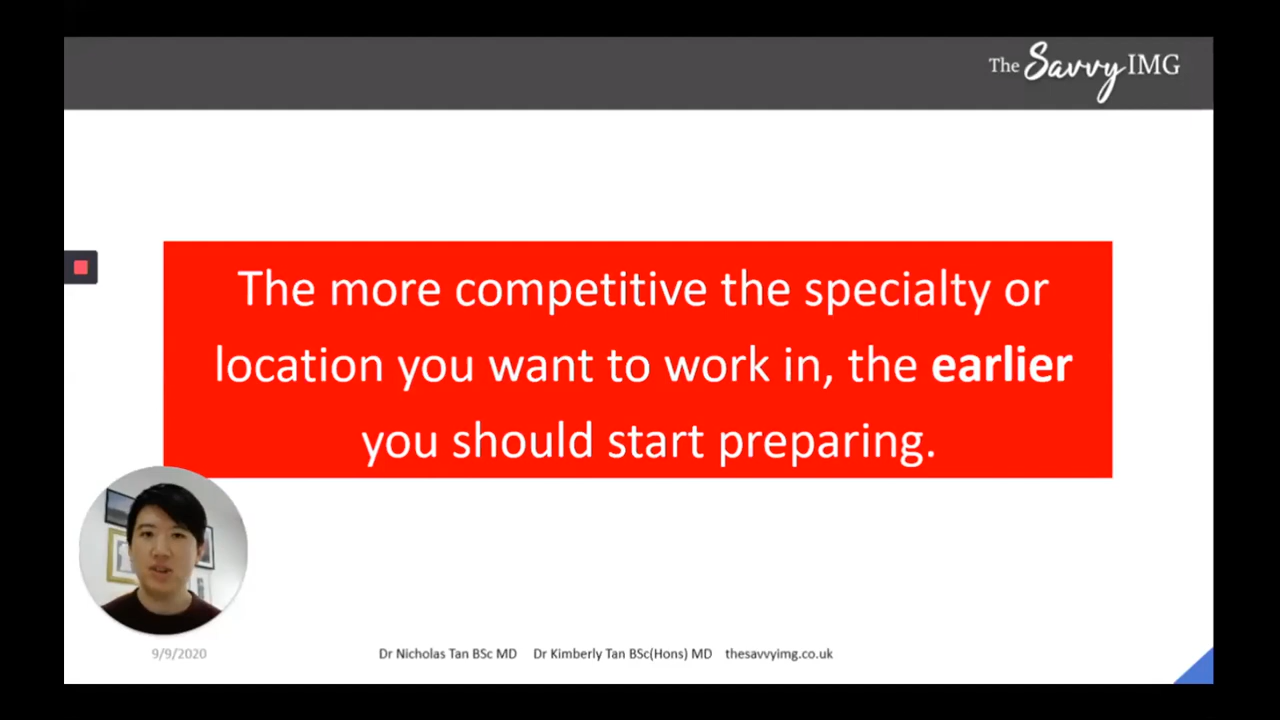 The Savvy IMG
The more competitive the specialty or
location you want to work in, the earlier
you should start preparing.
9/9/2020
Dr Nicholas Tan BSc MD Dr Kimberly Tan BSc(Hons) MD thesavvyimg.co.uk